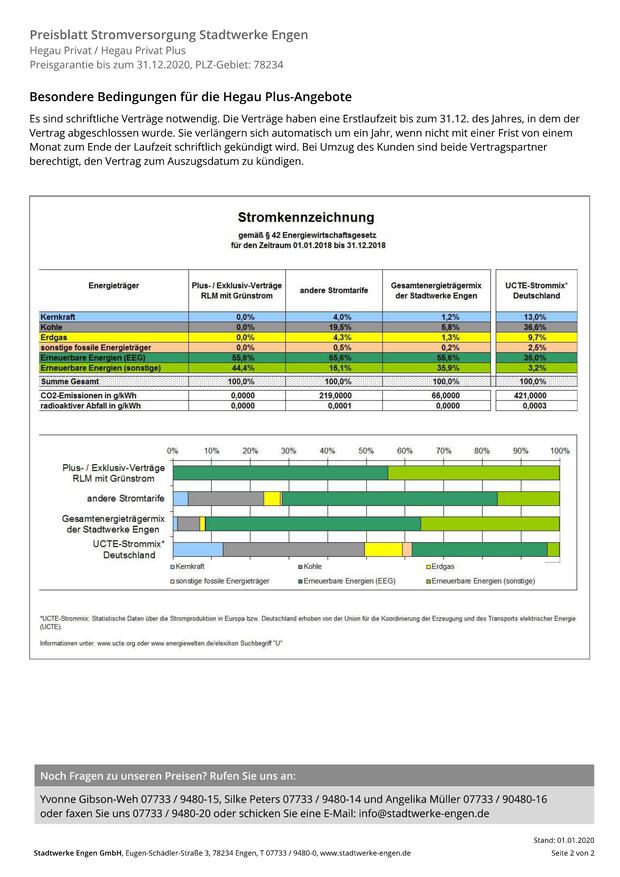 Preisblatt Stromversorgung Stadtwerke Engen
Hegau Privat / Hegau Privat Plus
Preisgarantie bis zum 31.12.2020, PLZ-Gebiet: 78234
Besondere Bedingungen für die Hegau Plus-Angebote
Es sind schriftliche Verträge notwendig. Die Verträge haben eine Erstlaufzeit bis zum 31.12. des Jahres, in dem der
Vertrag abgeschlossen wurde. Sie verlängern sich automatisch um ein Jahr, wenn nicht mit einer Frist von einem
Monat zum Ende der Laufzeit schriftlich gekündigt wird. Bei Umzug des Kunden sind beide Vertragspartner
berechtigt, den Vertrag zum Auszugsdatum zu kündigen.
Stromkennzeichnung
gemäß § 42 Energiewirtschaftsgesetz
für den Zeitraum 01.01.2018 bis 31.12.2018
Energieträger Plus- / Exklusiv-Verträge RLM mit Grünstrom andere Stromtarife Gesamtenergieträgermix der Stadtwerke Engen UCTE-Strommix* Deutschland
Kernkraft 0,0% 4,0% 1,2% 13,0%
Kohle 0,0% 19,5% 5,8% 36,6%
Erdgas 0,0% 4,3% 1,3% 9,7%
sonstige fossile Energieträger 0,0% 0,5% 0,2% 2,5%
Erneuerbare Energien (EEG) 55,6% 55,6% 55,6% 35,0%
Erneuerbare Energien (sonstige) 44,4% 16,1% 35,9% 3,2%
Summe Gesamt 100,0% 100,0% 100,0% 100,0%
CO2-Emissionen in g/kWh 0,0000 219,0000 66,0000 421,0000
radioaktiver Abfall in g/kWh 0,0000 0,0001 0,0000 0,0003
0% 10% 20% 30% 40% 50% 60% 70% 80% 90% 100%
Plus- / Exklusiv-Verträge
RLM mit Grünstrom
andere Stromtarife
Gesamtenergieträgermix
der Stadtwerke Engen
UCTE-Strommix*
Deutschland
Kernkraft Kohle Erdgas
sonstige fossile Energieträger Erneuerbare Energien (EEG) Erneuerbare Energien (sonstige)
*UCTE-Strommix: Statistische Daten über die Stromproduktion in Europa bzw. Deutschland erhoben von der Union für die Koordinierung der Erzeugung und des Transports elektrischer Energie
(UCTE).
Informationen unter: www.ucte.org oder www.energiewelten.de/elexikon Suchbegriff "U"
Noch Fragen zu unseren Preisen? Rufen Sie uns an:
Yvonne Gibson-Weh 07733 / 9480-15, Silke Peters 07733 / 9480-14 und Angelika Müller 07733 / 90480-16
oder faxen Sie uns 07733 / 9480-20 oder schicken Sie eine E-Mail: info@stadtwerke-engen.de
Stand: 01.01.2020
Stadtwerke Engen GmbH, Eugen-Schädler-Straße 3, 78234 Engen, T 07733 / 9480-0, www.stadtwerke-engen.de Seite 2 von 2